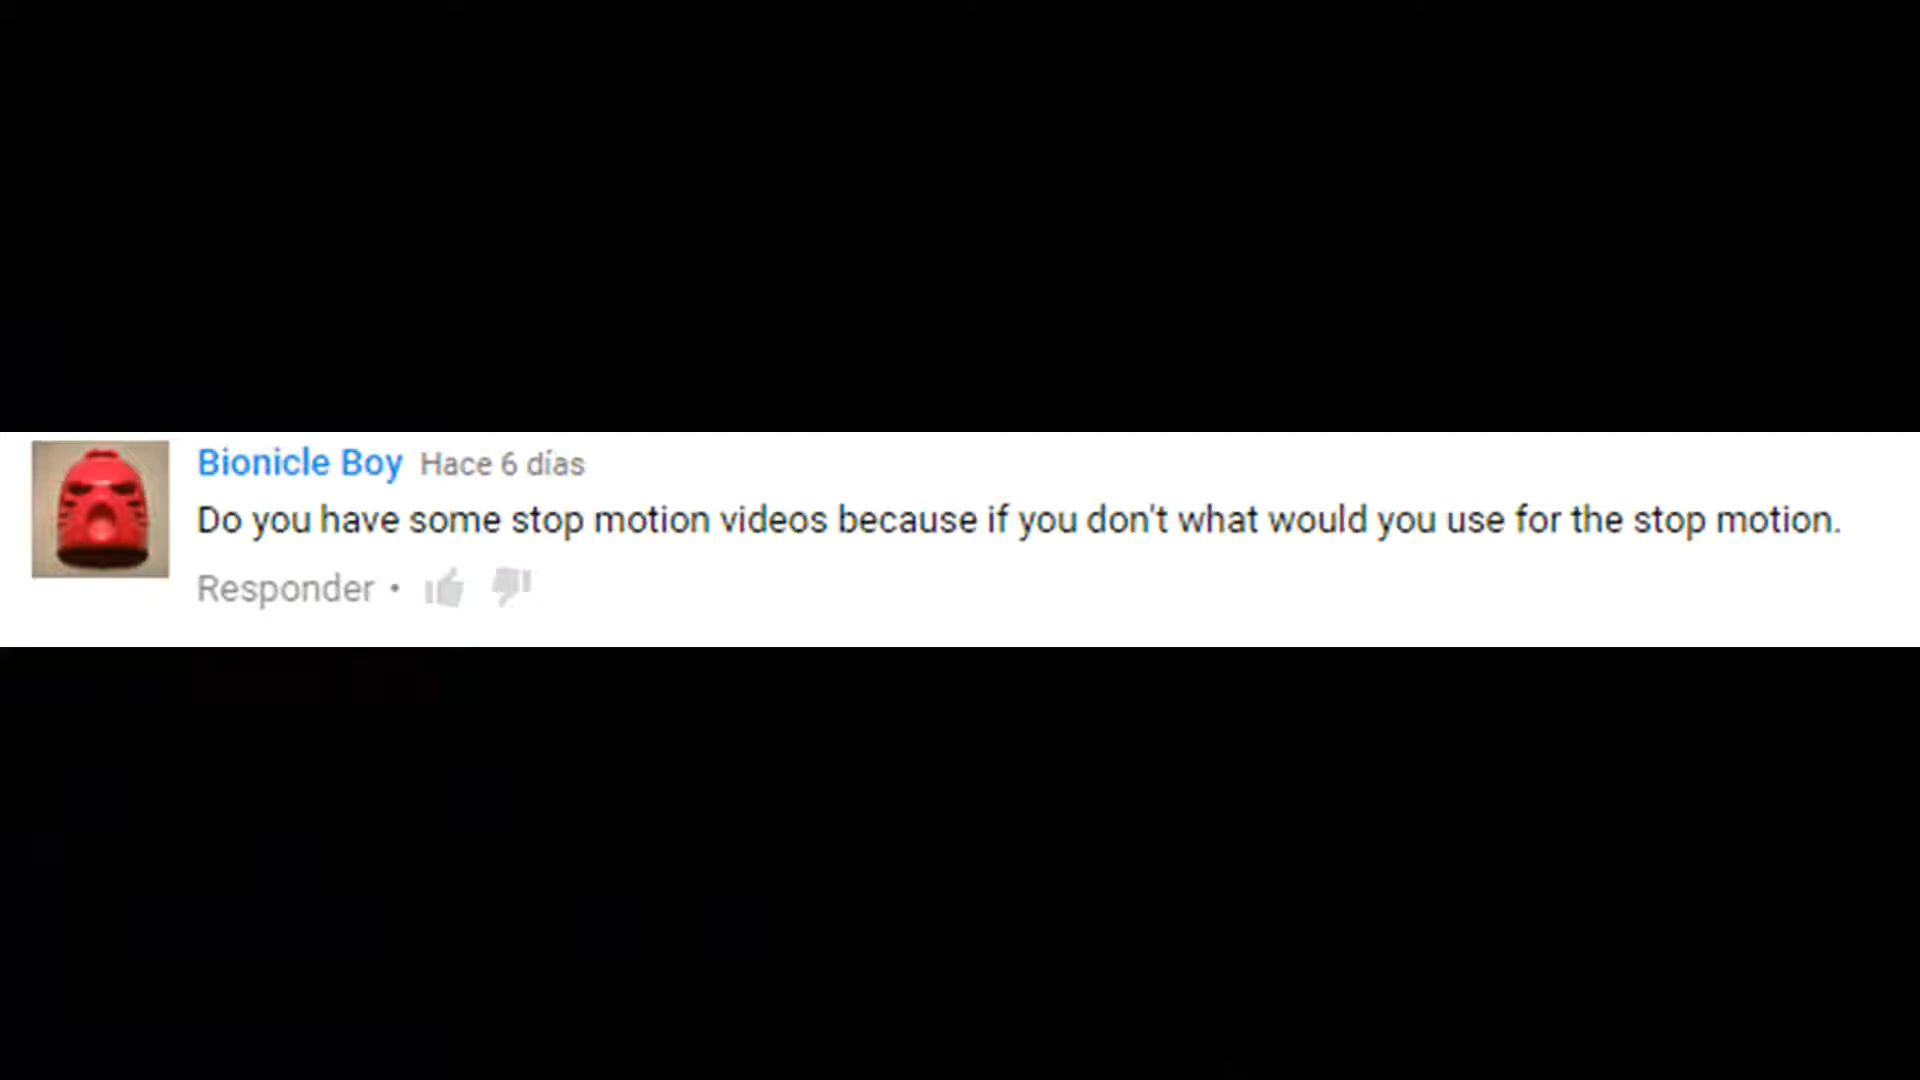 Bionicle Boy Hace 6 días
Do you have some stop motion videos because if you don't what would you use for the stop motion.
Responder •